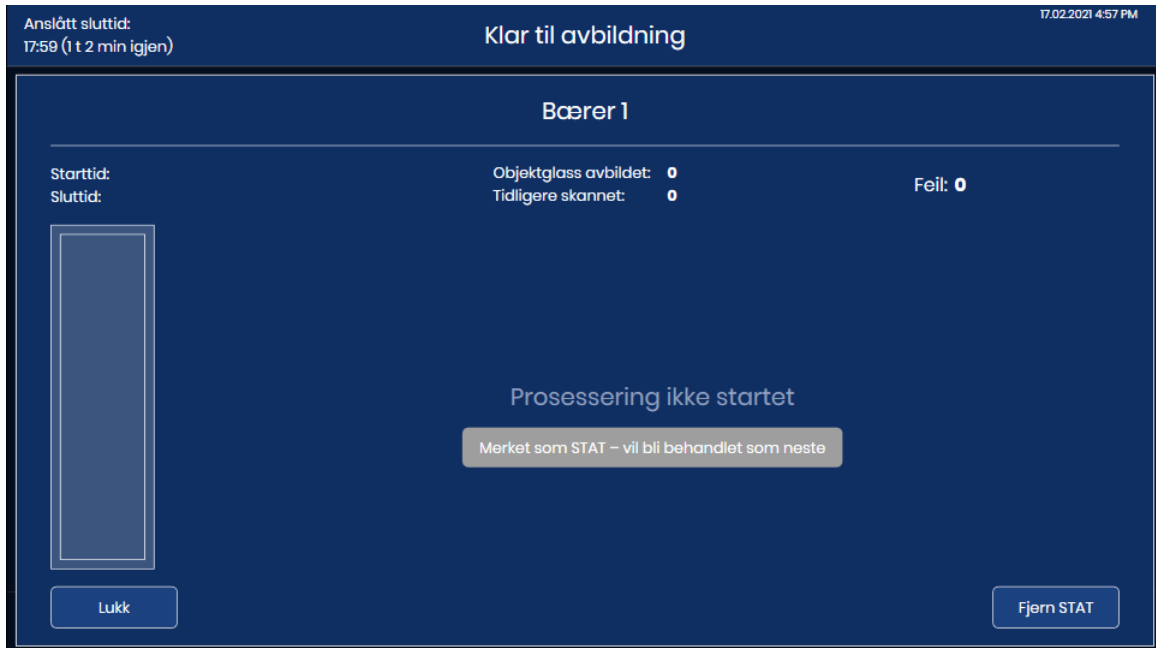 Anslått sluttid:
17:59 (1 t 2 min igjen)
Klar til avbildning
17.02.2021 4:57 PM
Bærer 1
Starttid:
Sluttid:
Objektglass avbildet: 0
Tidligere skannet: 0
Feil: 0
Prosessering ikke startet
Merket som STAT – vil bli behandlet som neste
Lukk
Fjern STAT